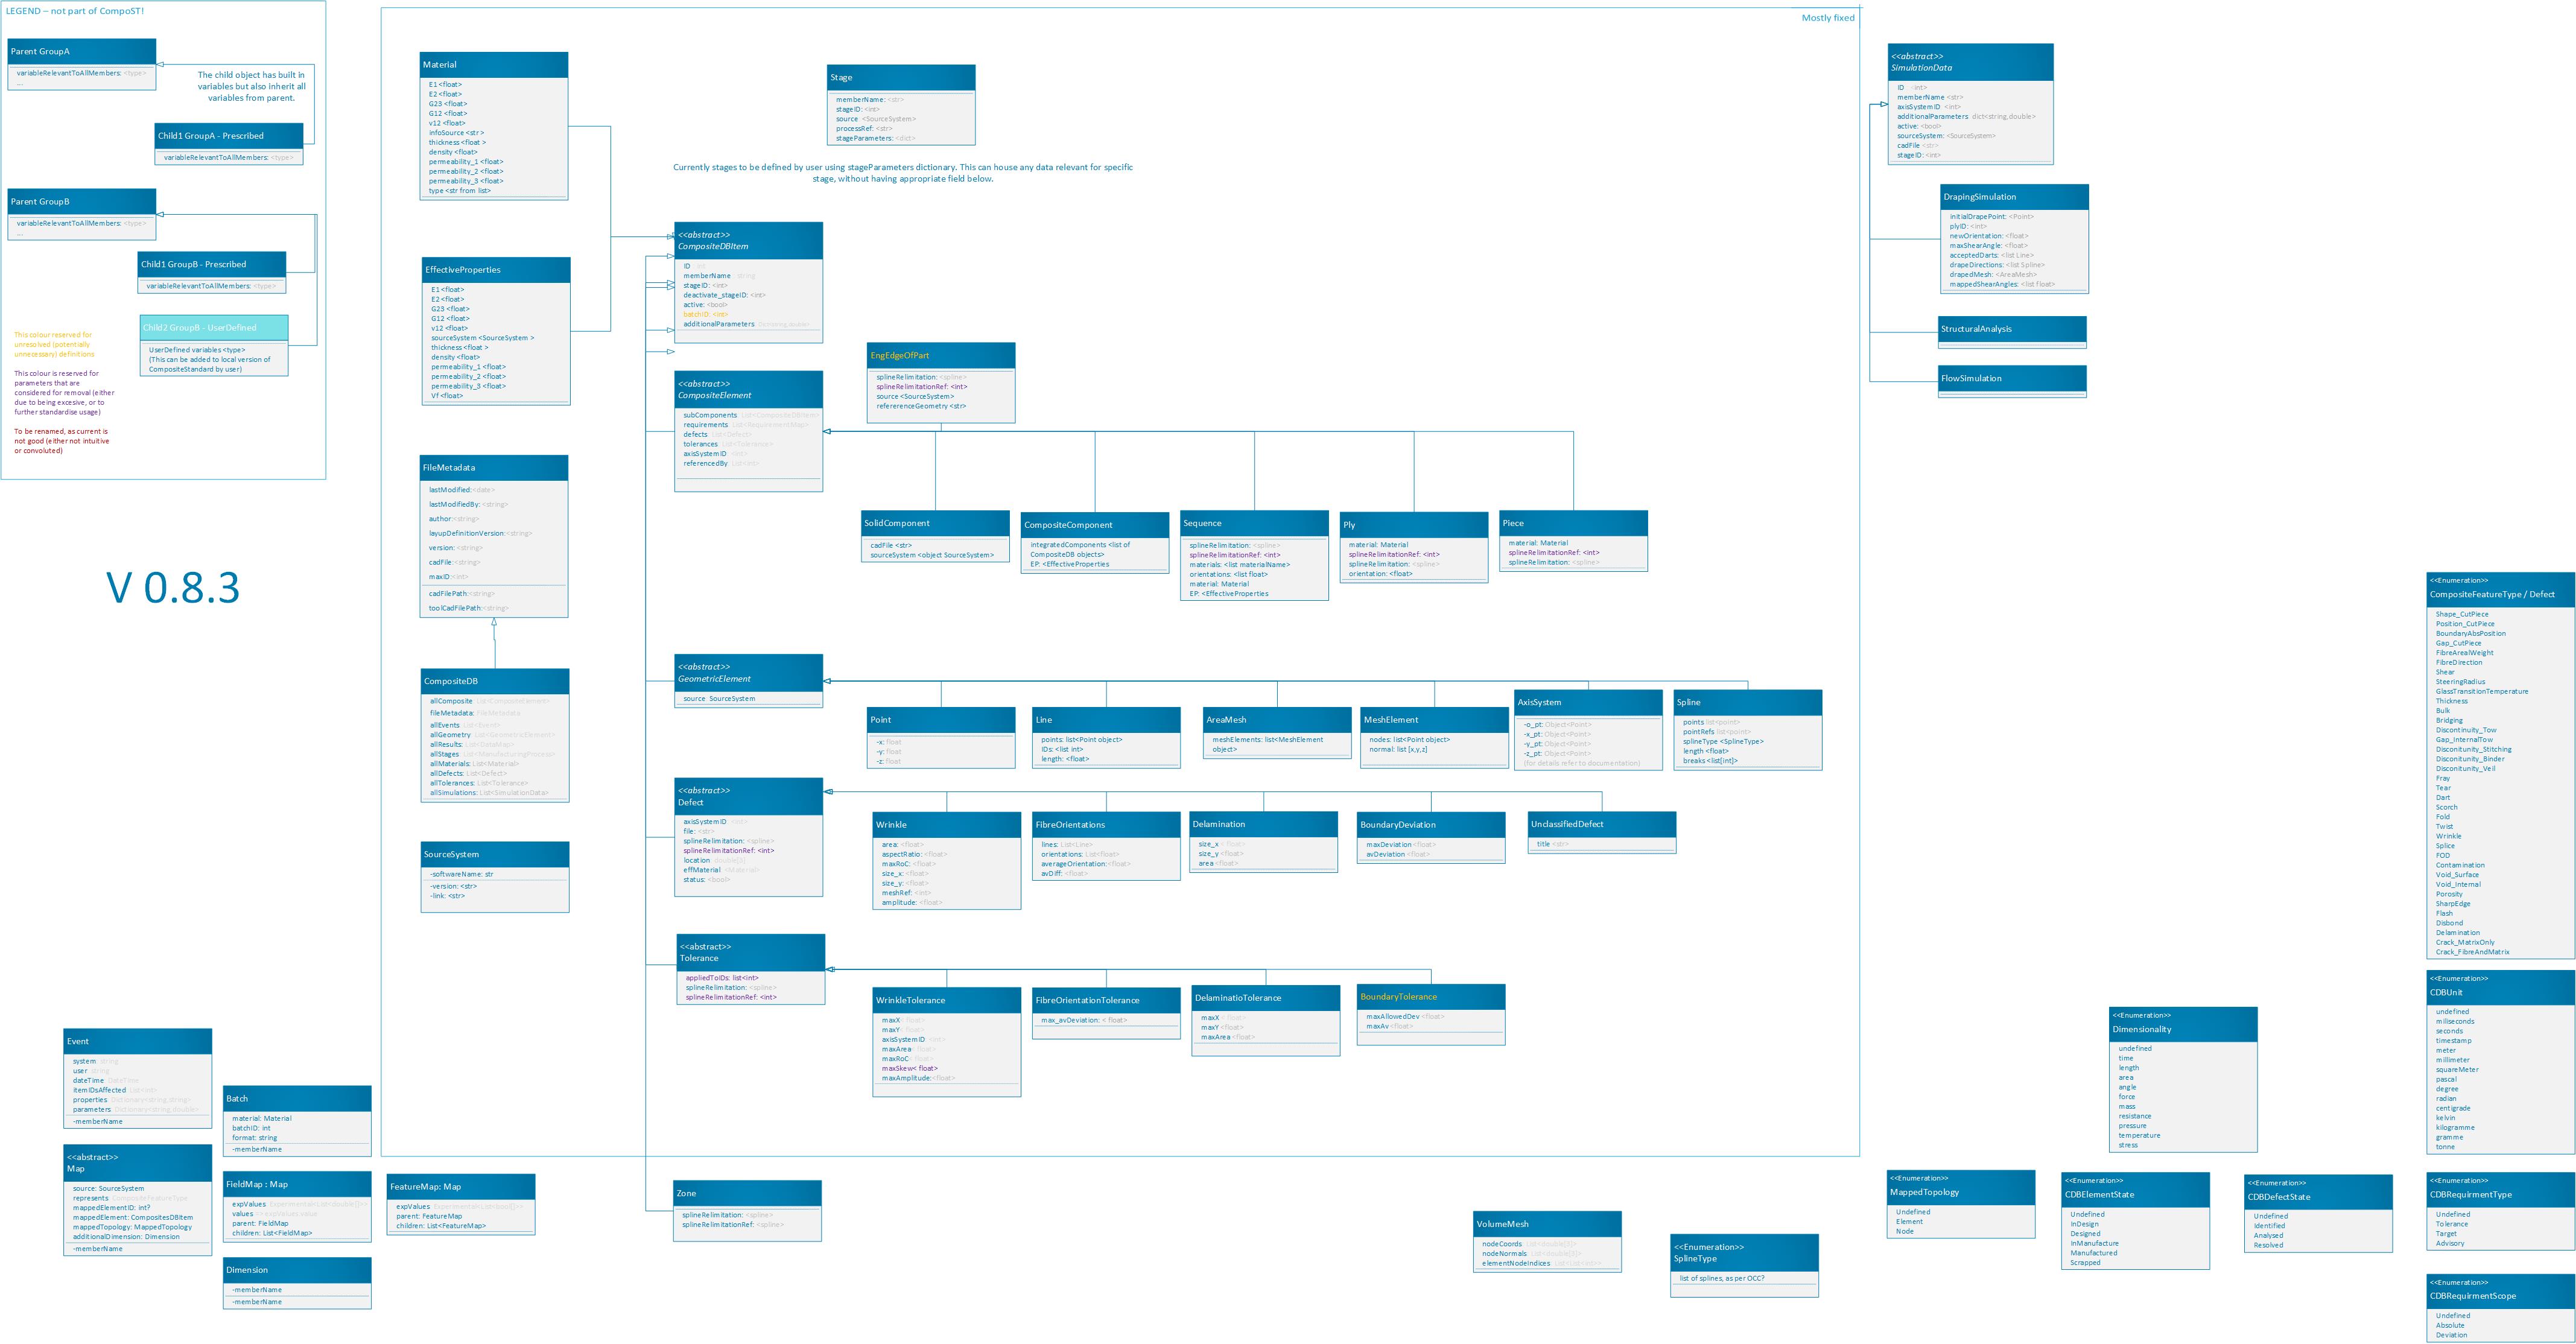 LEGEND – not part of CompoST!
Parent GroupA
variableRelevantToAllMembers: <type>
...
The child object has built in
variables but also inherit all
variables from parent.
Child1 GroupA - Prescribed
variableRelevantToAllMembers: <type>
Parent GroupB
variableRelevantToAllMembers: <type>
...
Child1 GroupB - Prescribed
variableRelevantToAllMembers: <type>
Child2 GroupB - UserDefined
UserDefined variables <type>
(This can be added to local version of
CompositeStandard by user)
This colour reserved for
unresolved (potentially
unnecessary) definitions
This colour is reserved for
parameters that are
considered for removal (either
due to being excesive, or to
further standardise usage)
To be renamed, as current is
not good (either not intuitive
or convoluted)
V 0.8.3
Mostly fixed
Material
E1 <float>
E2 <float>
G23 <float>
G12 <float>
v12 <float>
infoSource <str >
thickness <float >
density <float>
permeability_1 <float>
permeability_2 <float>
permeability_3 <float>
type <str from list>
EffectiveProperties
E1 <float>
E2 <float>
G23 <float>
G12 <float>
v12 <float>
sourceSystem <SourceSystem >
thickness <float >
density <float>
permeability_1 <float>
permeability_2 <float>
permeability_3 <float>
Vf <float>
FileMetadata
lastModified:<date>
lastModifiedBy: <string>
author:<string>
layupDefinitionVersion:<string>
version: <string>
cadFile:<string>
maxID:<int>
cadFilePath:<string>
toolCadFilePath:<string>
CompositeDB
allComposite List<CompositeElement>
fileMetadata: FileMetadata
allEvents List<Event>
allGeometry List<GeometricElement>
allResults: List<DataMap>
allStages List<ManufacturingProcess>
allMaterials: List<Material>
allDefects: List<Defect>
allTolerances: List<Tolerance>
allSimulations: List<SimulationData>
SourceSystem
-softwareName: str
-version: <str>
-link: <str>
Stage
memberName: <str>
stageID: <int>
source <SourceSystem>
processRef: <str>
stageParameters: <dict>
Currently stages to be defined by user using stageParameters dictionary. This can house any data relevant for specific
stage, without having appropriate field below.
<<abstract>>
CompositeDBItem
ID int
memberName string
stageID: <int>
deactivate_stageID: <int>
active: <bool>
batchID: <int>
additionalParameters
<<abstract>>
CompositeElement
subComponents List<CompositeDBItem>
requirements List<RequirementMap>
defects List<Defect>
tolerances List<Tolerance>
axisSystemID <int>
referencedBy List<int>
EngEdgeOfPart
splineRelimitation: <spline>
splineRelimitationRef: <int>
source <SourceSystem>
refererenceGeometry <str>
SolidComponent
cadFile <str>
sourceSystem <object SourceSystem>
CompositeComponent
integratedComponents <list of
CompositeDB objects>
EP: <EffectiveProperties
Sequence
splineRelimitation: <spline>
splineRelimitationRef: <int>
materials: <list materialName>
orientations: <list float>
material: Material
EP: <EffectiveProperties
Ply
material: Material
splineRelimitationRef: <int>
splineRelimitation: <spline>
orientation: <float>
Piece
material: Material
splineRelimitationRef: <int>
splineRelimitation: <spline>
<<abstract>>
GeometricElement
source SourceSystem
Point
-x: float
-y: float
-z: float
Line
points: list<Point object>
IDs: <list int>
length: <float>
AreaMesh
meshElements: list<MeshElement
object>
MeshElement
nodes: list<Point object>
normal: list [x,y,z]
AxisSystem
-o_pt: Object<Point>
-x_pt: Object<Point>
-y_pt: Object<Point>
-z_pt: Object<Point>
(for details refer to documentation)
Spline
points list<point>
pointRefs list<point>
splineType <SplineType>
length <float>
breaks <list[int]>
<<abstract>>
Defect
axisSystemID <int>
file: <str>
splineRelimitation: <spline>
splineRelimitationRef: <int>
location double[3]
effMaterial
status: <bool>
Wrinkle
area: <float>
aspectRatio: <float>
maxRoC: <float>
size_x: <float>
size_y: <float>
meshRef: <int>
amplitude: <float>
FibreOrientations
lines: List<Line>
orientations: List<float>
averageOrientation:<float>
avDiff: <float>
Delamination
size_x <float>
size_y <float>
area <float>
BoundaryDeviation
maxDeviation <float>
avDeviation <float>
UnclassifiedDefect
title <str>
<<abstract>>
Tolerance
appliedToIDs: list<int>
splineRelimitation: <spline>
splineRelimitationRef: <int>
WrinkleTolerance
maxX <float>
maxY <float>
axisSystemID <int>
maxArea <float>
maxRoC <float>
maxSkew< float>
maxAmplitude:<float>
FibreOrientationTolerance
max_avDeviation: < float>
DelaminatioTolerance
maxX <float>
maxY <float>
maxArea <float>
BoundaryTolerance
maxAllowedDev <float>
maxAv <float>
<<abstract>>
SimulationData
ID <int>
memberName <str>
axisSystemID <int>
additionalParameters dict<string,double>
active: <bool>
sourceSystem: <SourceSystem>
cadFile <str>
stageID: <int>
DrapingSimulation
initialDrapePoint: <Point>
plyID: <int>
newOrientation: <float>
maxShearAngle: <float>
acceptedDarts: <list Line>
drapeDirections: <list Spline>
drapedMesh: <AreaMesh>
mappedShearAngles: <list float>
StructuralAnalysis
FlowSimulation
Event
system string
user string
dateTime DateTime
itemIDsAffected List<int>
properties Dictionary<string,string>
parameters Dictionary<string,double>
-memberName
Batch
material: Material
batchID: int
format: string
-memberName
<<abstract>>
Map
source: SourceSystem
represents CompositeFeatureType
mappedElementID: int?
mappedElement: CompositesDBItem
mappedTopology: MappedTopology
additionalDimension: Dimension
-memberName
FieldMap : Map
expValues
values
parent: FieldMap
children: List<FieldMap>
Dimension
-memberName
-memberName
FeatureMap: Map
expValues
parent: FeatureMap
children: List<FeatureMap>
Zone
splineRelimitation: <spline>
splineRelimitationRef: <spline>
VolumeMesh
nodeCoords List<double[3]>
nodeNormals List<double[3]>
elementNodeIndices List<List<int>>
<<Enumeration>>
SplineType
list of splines, as per OCC?
<<Enumeration>>
MappedTopology
Undefined
Element
Node
<<Enumeration>>
Dimensionality
undefined
time
length
area
angle
force
mass
resistance
pressure
temperature
stress
<<Enumeration>>
CDBElementState
Undefined
InDesign
Designed
InManufacture
Manufactured
Scrapped
<<Enumeration>>
CDBDefectState
Undefined
Identified
Analysed
Resolved
<<Enumeration>>
CompositeFeatureType / Defect
Shape_CutPiece
Position_CutPiece
BoundaryAbsPosition
Gap_CutPiece
FibreArealWeight
FibreDirection
Shear
SteeringRadius
GlassTransitionTemperature
Thickness
Bulk
Bridging
Discontinuity_Tow
Gap_InternalTow
Disconitunity_Stitching
Disconitunity_Binder
Disconitunity_Veil
Fray
Tear
Dart
Scorch
Fold
Twist
Wrinkle
Splice
FOD
Contamination
Void_Surface
Void_Internal
Porosity
SharpEdge
Flash
Disbond
Delamination
Crack_MatrixOnly
Crack_FibreAndMatrix
<<Enumeration>>
CDBUnit
undefined
miliseconds
seconds
timestamp
meter
millimeter
squareMeter
pascal
degree
radian
centigrade
kelvin
kilogramme
gramme
tonne
<<Enumeration>>
CDBRequirmentType
Undefined
Tolerance
Target
Advisory
<<Enumeration>>
CDBRequirmentScope
Undefined
Absolute
Deviation